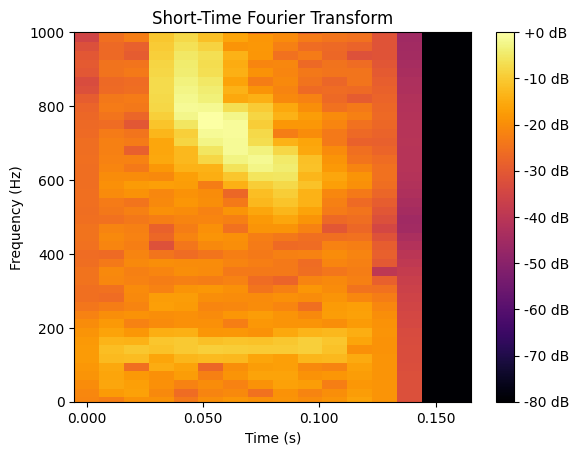 Short-Time Fourier Transform
1000
800
600
400
200
0
Frequency (Hz)
0.000
0.050
0.100
0.150
Time (s)
+0 dB
-10 dB
-20 dB
-30 dB
-40 dB
-50 dB
-60 dB
-70 dB
-80 dB